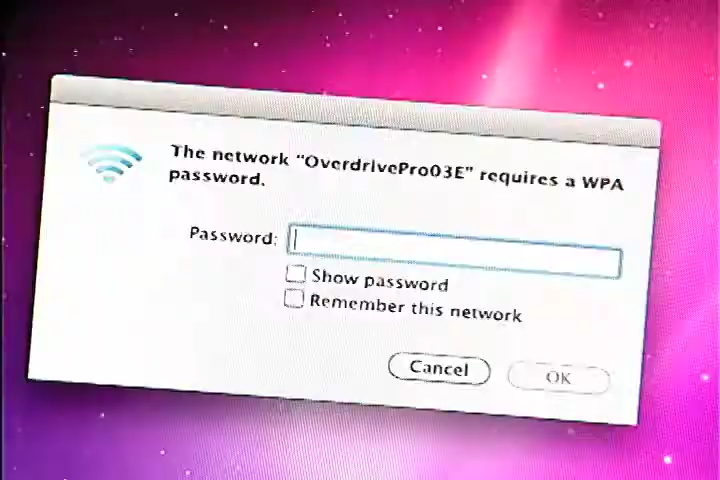 The network “OverdrivePro03E” requires a WPA
password.
Password:
Show password
Remember this network
Cancel
OK